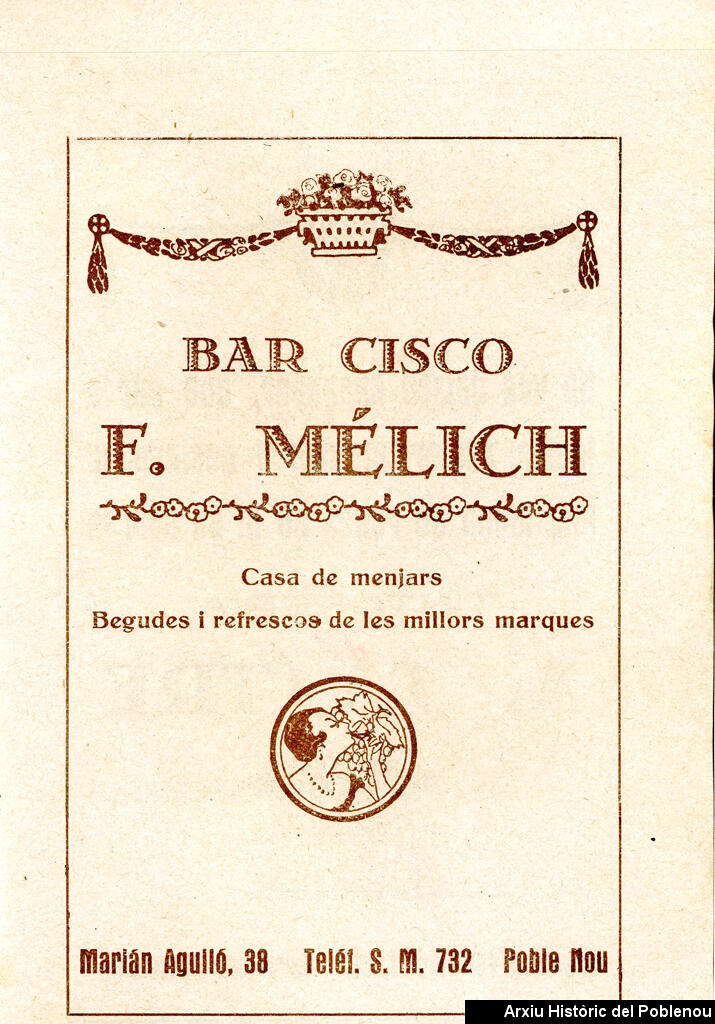 BAR CISCO
F. MÉLICH
Casa de menjars
Begudes i refrescos de les millors marques
Marián Aguiló, 38 Teléf. S. M. 732 Poble Nou
Arxiu Històric del Poblenou